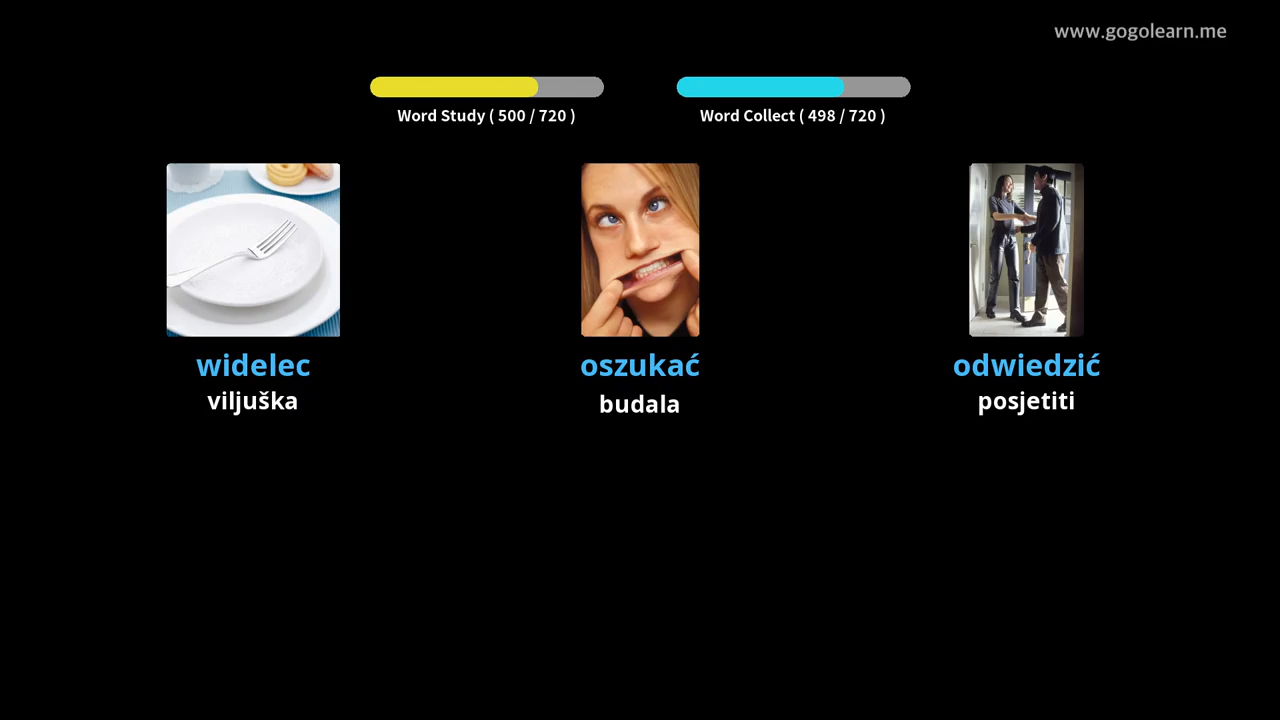 www.gogolearn.me
Word Study ( 500 / 720 )
Word Collect ( 498 / 720 )
widelec
viljuška
oszukać
budala
odwiedzić
posjetiti